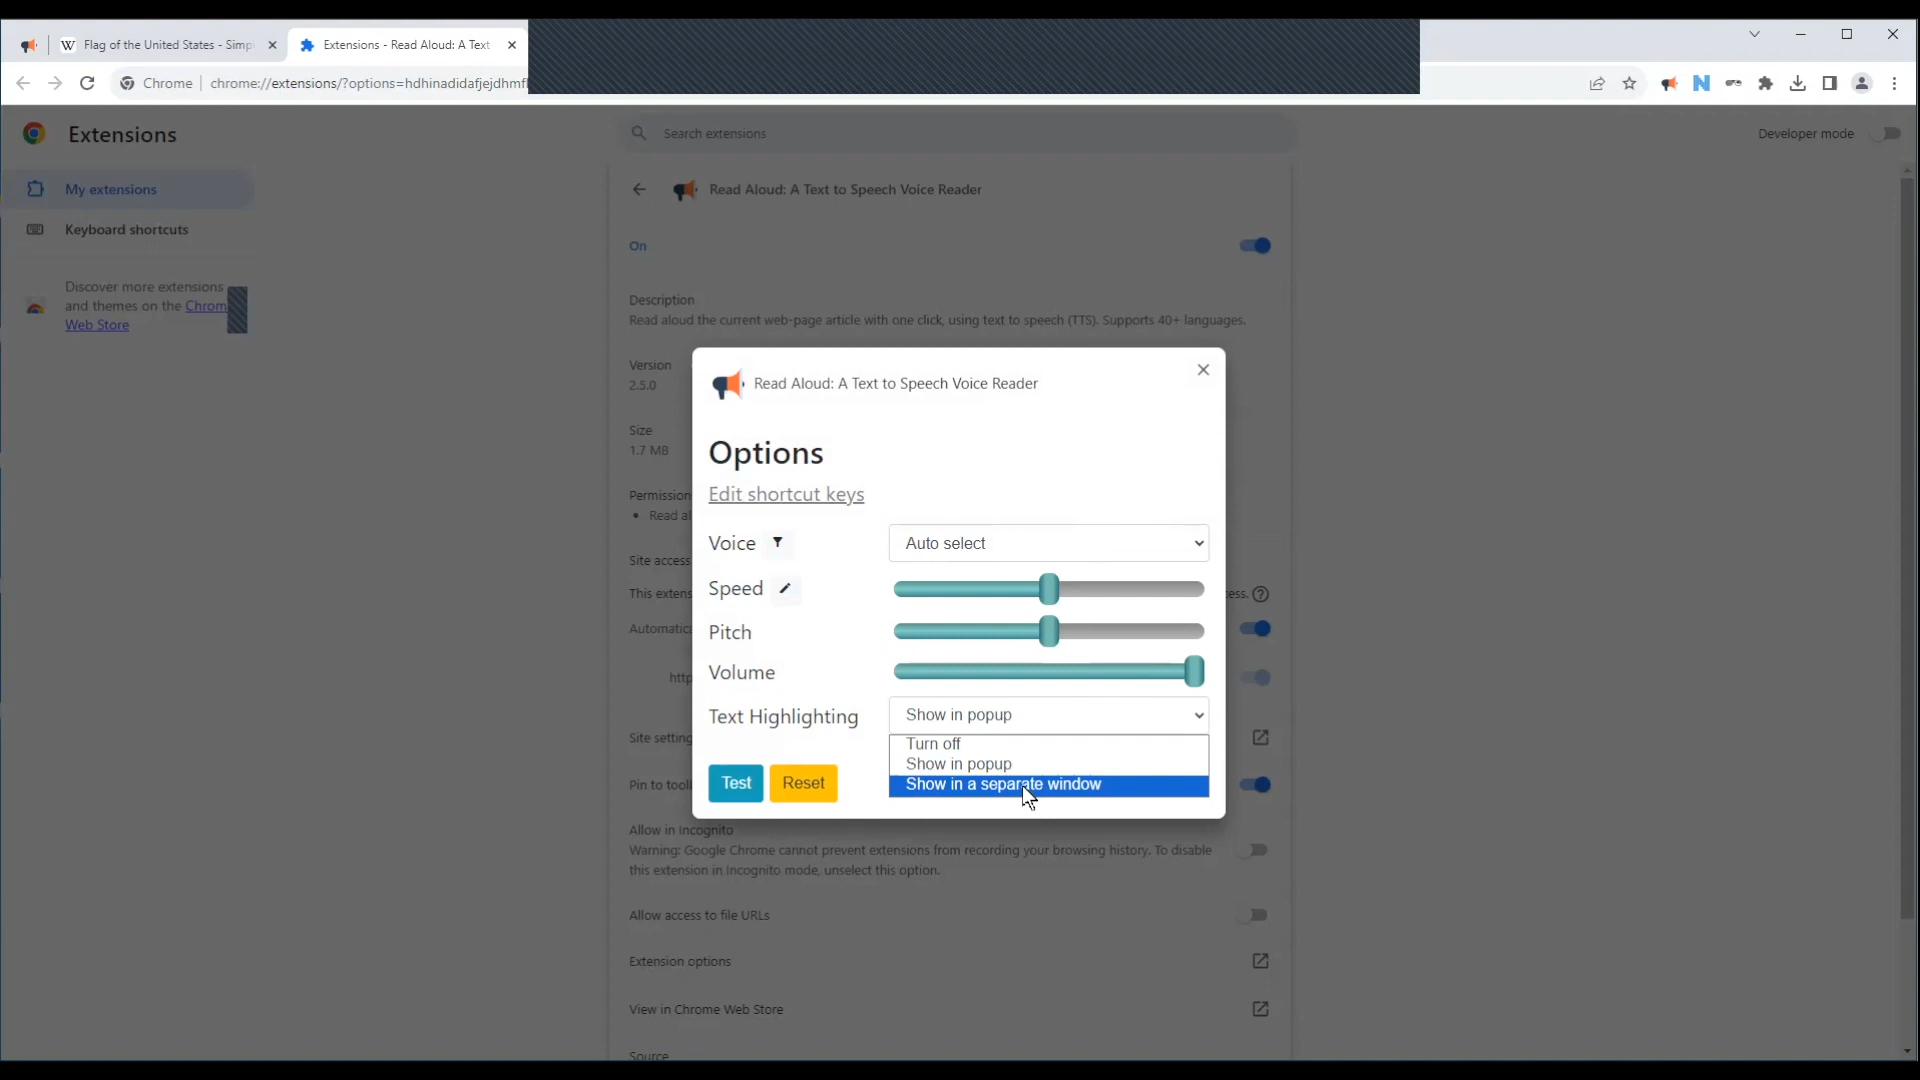 Flag of the United States - Simp
Extensions - Read Aloud: A Text
Chrome
chrome://extensions/?options=hdhinadidafjejdhmf
Extensions
Search extensions
Developer mode
My extensions
Keyboard shortcuts
Discover more extensions
and themes on the Chrom
Web Store
Read Aloud: A Text to Speech Voice Reader
On
Description
Read aloud the current web-page article with one click, using text to speech (TTS). Supports 40+ languages.
Version
2.5.0
Size
1.7 MB
Permission
Read al
Site access
This extens
ess.
Automatica
http
Site setting
Pin to tool
Read Aloud: A Text to Speech Voice Reader
Options
Edit shortcut keys
Voice
Auto select
Speed
Pitch
Volume
Text Highlighting
Show in popup
Turn off
Show in popup
Show in a separate window
Test
Reset
Allow in Incognito
Warning: Google Chrome cannot prevent extensions from recording your browsing history. To disable
this extension in Incognito mode, unselect this option.
Allow access to file URLs
Extension options
View in Chrome Web Store
Source